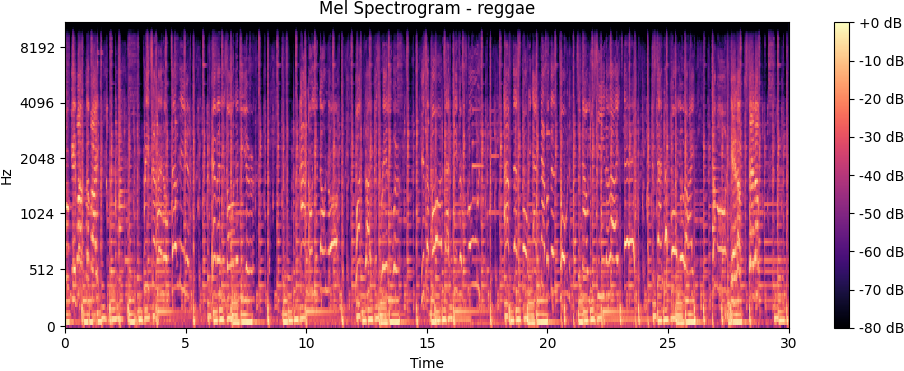 Mel Spectrogram - reggae
Hz
8192
4096
2048
1024
512
0
0 5 10 15 20 25 30
Time
+0 dB
-10 dB
-20 dB
-30 dB
-40 dB
-50 dB
-60 dB
-70 dB
-80 dB